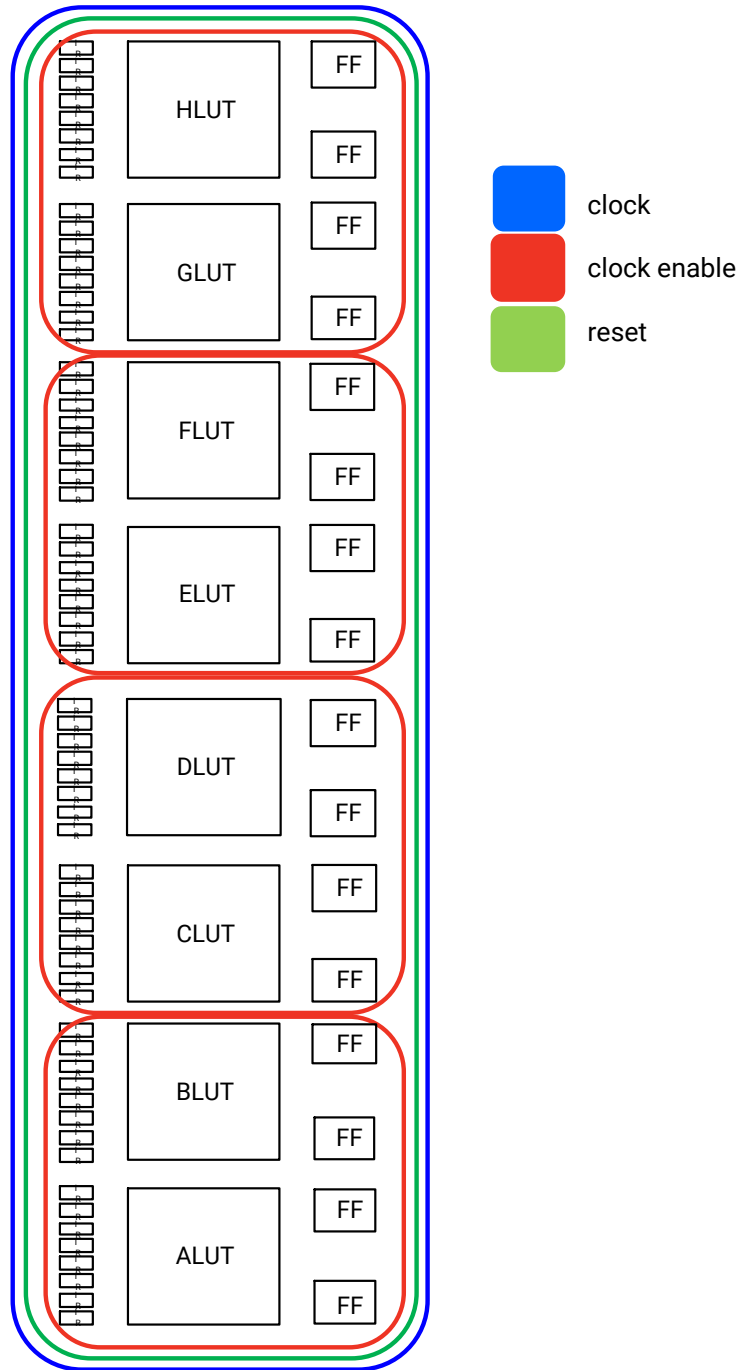 FF
HLUT
FF
FF
GLUT
FF
FF
FLUT
FF
FF
ELUT
FF
FF
DLUT
FF
FF
CLUT
FF
FF
BLUT
FF
FF
ALUT
FF
clock
clock enable
reset